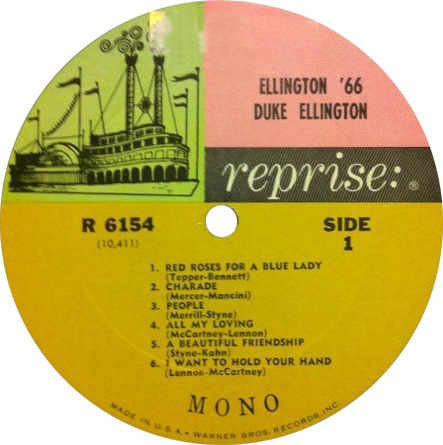 ELLINGTON '66
DUKE ELLINGTON
reprise: ®
R 6154
(10,411)
SIDE
1
1. RED ROSES FOR A BLUE LADY
(Tepper-Bennett)
2. CHARADE
(Mercer-Mancini)
3. PEOPLE
(Merrill-Styne)
4. ALL MY LOVING
(McCartney-Lennon)
5. A BEAUTIFUL FRIENDSHIP
(Styne-Kahn)
6. I WANT TO HOLD YOUR HAND
(Lennon-McCartney)
MONO
MADE IN U.S.A. • WARNER BROS. RECORDS, INC.